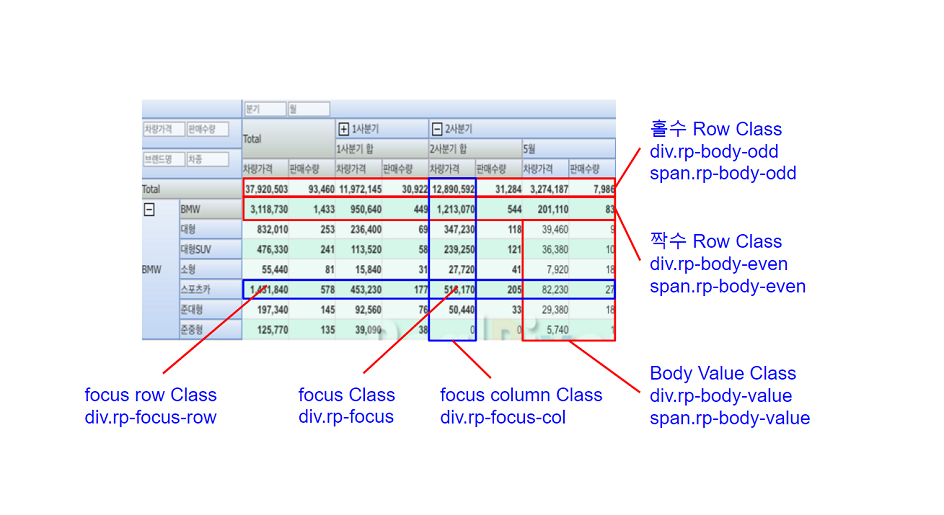 분기 월
차량가격 판매수량
Total
1사분기 2사분기
1사분기 합 2사분기 합 5월
브랜드명 차종
차량가격 판매수량 차량가격 판매수량 차량가격 판매수량 차량가격 판매수량
Total 37,920,503 93,460 11,972,145 30,922 12,890,592 31,284 3,274,187 7,986
BMW 3,118,730 1,433 950,640 449 1,213,070 544 201,110 83
대형 832,010 253 236,400 69 347,230 118 39,460 9
대형SUV 476,330 241 113,520 58 239,250 121 36,380 10
BMW 소형 55,440 81 15,840 31 27,720 41 7,920 18
스포츠카 1,431,840 578 453,230 177 518,170 205 82,230 27
준대형 197,340 145 92,560 76 50,440 33 29,380 18
준중형 125,770 135 39,090 38 0 0 5,740 1
홀수 Row Class
div.rp-body-odd
span.rp-body-odd
짝수 Row Class
div.rp-body-even
span.rp-body-even
Body Value Class
div.rp-body-value
span.rp-body-value
focus row Class
div.rp-focus-row
focus Class
div.rp-focus
focus column Class
div.rp-focus-col